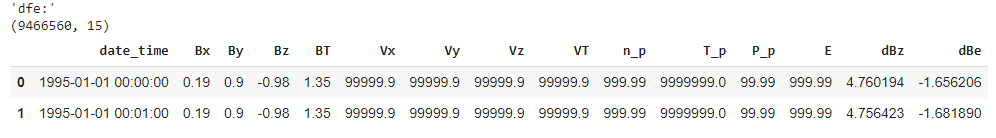 'dfe:'
(9466560, 15)
date_time Bx By Bz BT Vx Vy Vz VT n_p T_p P_p E dBz dBe
0 1995-01-01 00:00:00 0.19 0.9 -0.98 1.35 99999.9 99999.9 99999.9 99999.9 999.99 9999999.0 99.99 999.99 4.760194 -1.656206
1 1995-01-01 00:01:00 0.19 0.9 -0.98 1.35 99999.9 99999.9 99999.9 99999.9 999.99 9999999.0 99.99 999.99 4.756423 -1.681890